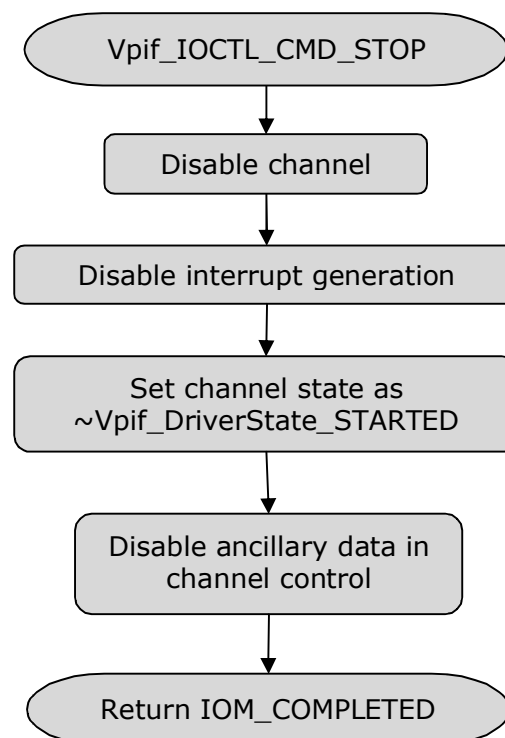 Vpif_IOCTL_CMD_STOP
Disable channel
Disable interrupt generation
Set channel state as
~Vpif_DriverState_STARTED
Disable ancillary data in
channel control
Return IOM_COMPLETED